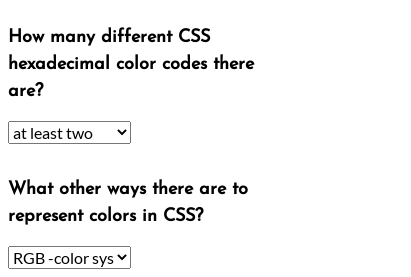 How many different CSS
hexadecimal color codes there
are?
at least two
What other ways there are to
represent colors in CSS?
RGB -color sys